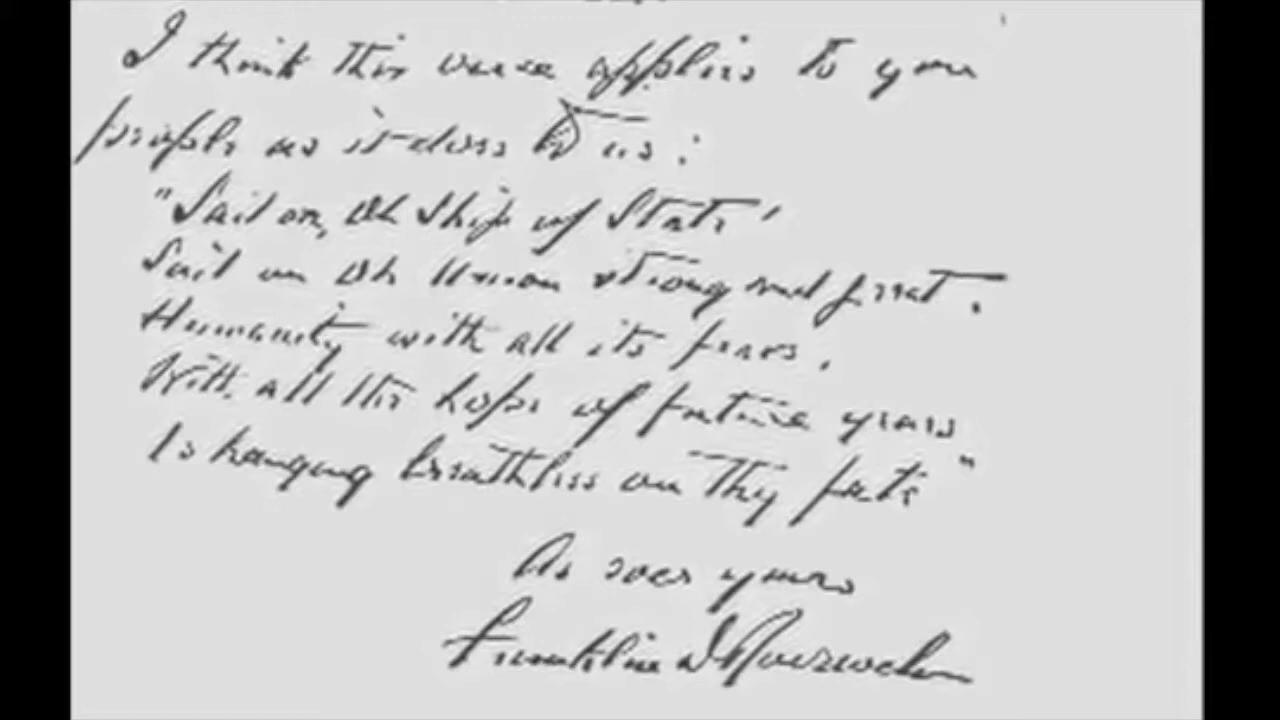 I think this verse applies to your
people as it does to us:
"Sail on, Oh Ship of State'
Sail on Oh Union strong and great.
Humanity with all its fears.
With all the hope of future years
Is hanging breathless on thy fate"
As ever yours
Franklin D Roosevelt